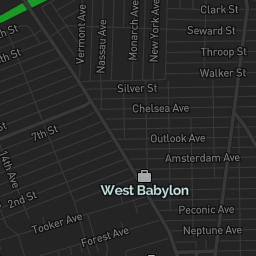 Clark St
Vermont Ave
Nassau Ave
Monarch Ave
New York Ave
Seward St
Throop St
Walker St
Silver St
Chelsea Ave
7th St
Outlook Ave
Amsterdam Ave
14th Ave
West Babylon
2nd St
Peconic Ave
Tooker Ave
Neptune Ave
Forest Ave